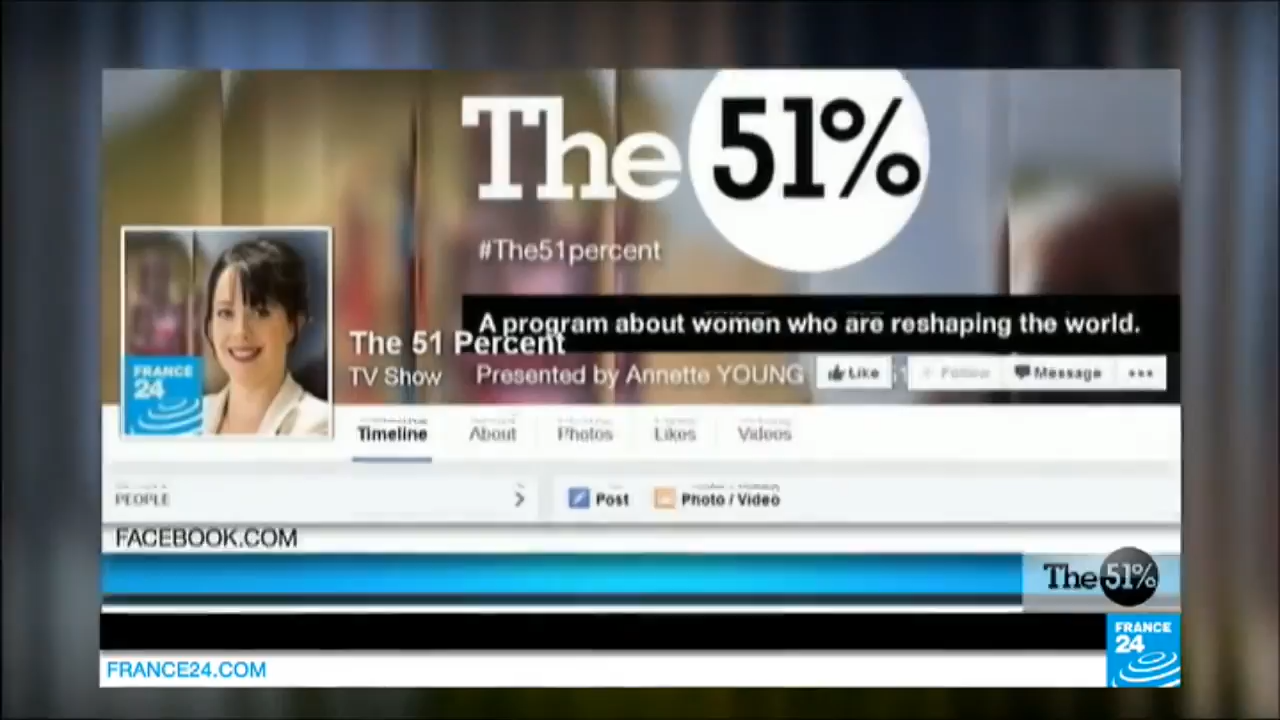 The 51%
#The51percent
A program about women who are reshaping the world.
The 51 Percent
TV Show
Presented by Annette YOUNG
Like
Follow
Message
FRANCE
24
Timeline
About
Photos
Likes
Videos
PEOPLE
Post
Photo / Video
FACEBOOK.COM
The 51%
FRANCE
24
FRANCE24.COM